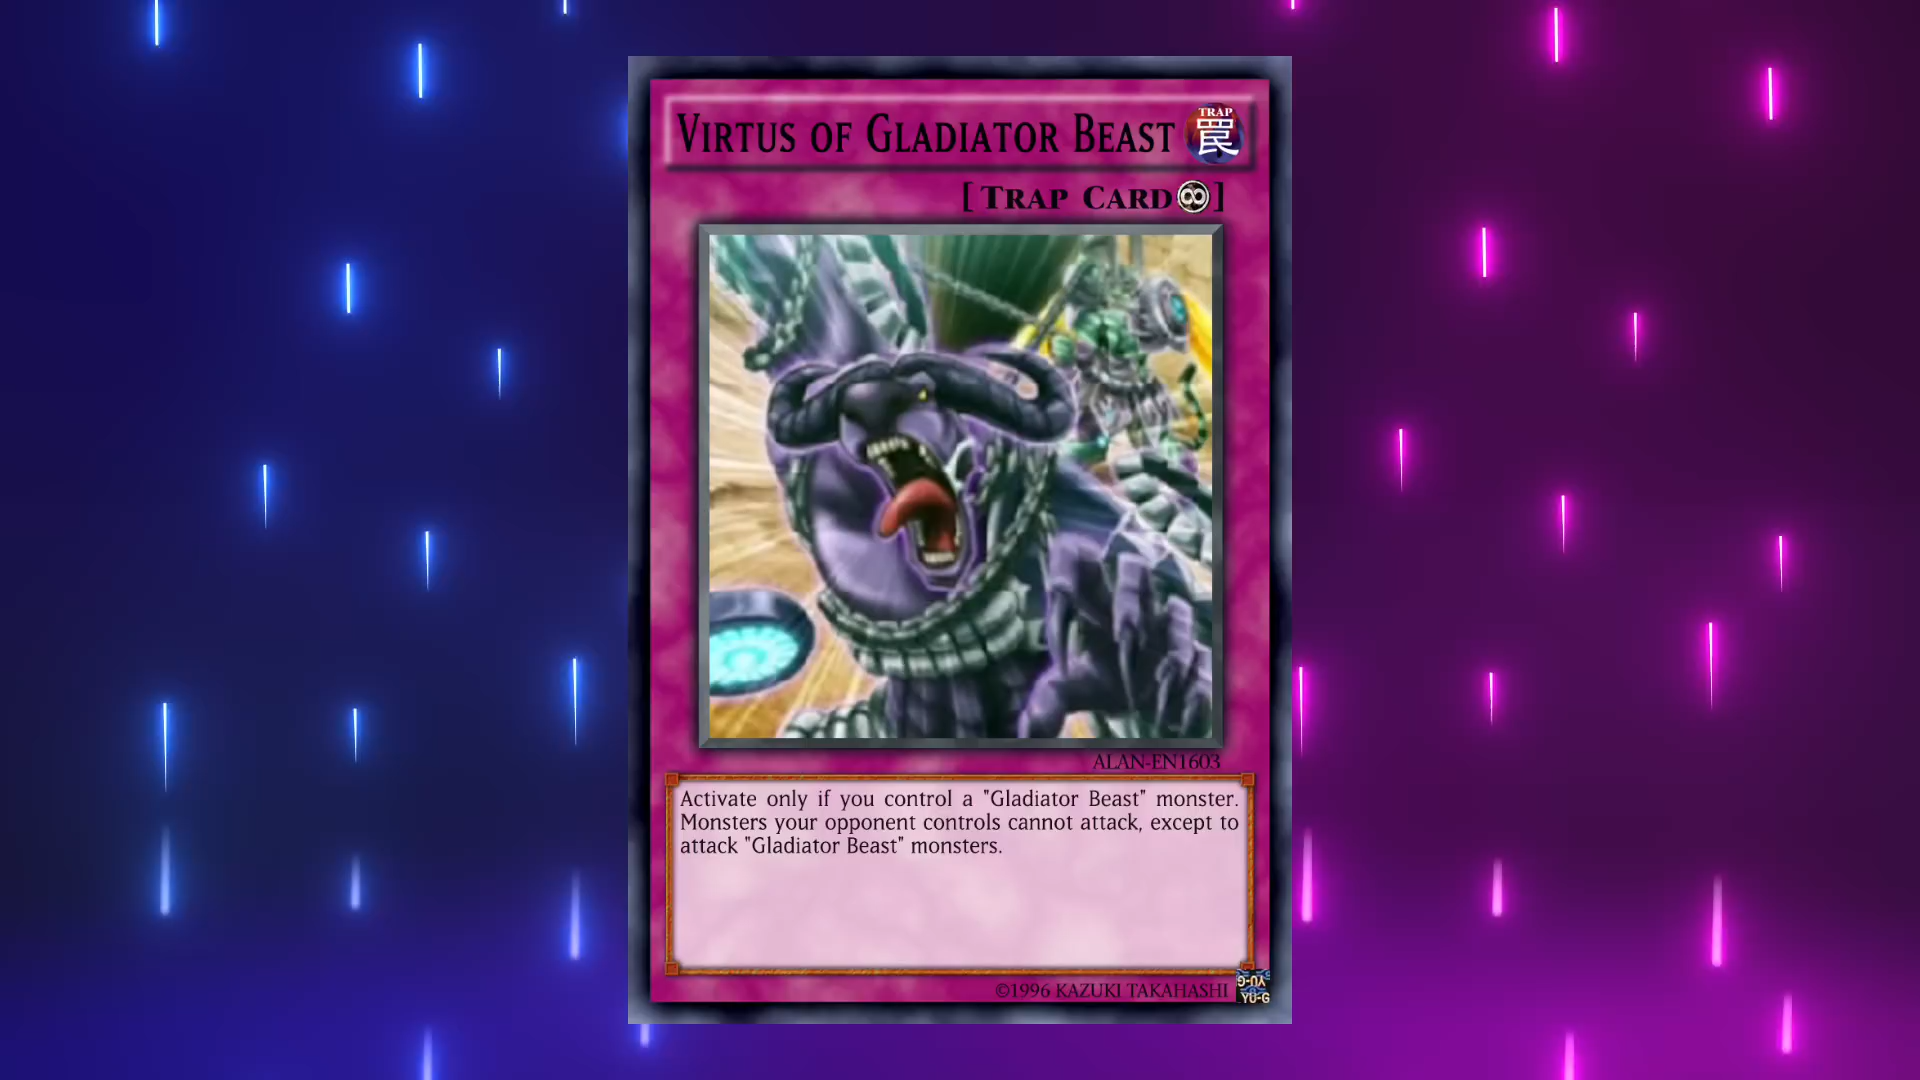 VIRTUS OF GLADIATOR BEAST
TRAP
罠
[TRAP CARD]
ALAN-EN1603
Activate only if you control a "Gladiator Beast" monster.
Monsters your opponent controls cannot attack, except to
attack "Gladiator Beast" monsters.
©1996 KAZUKI TAKAHASHI